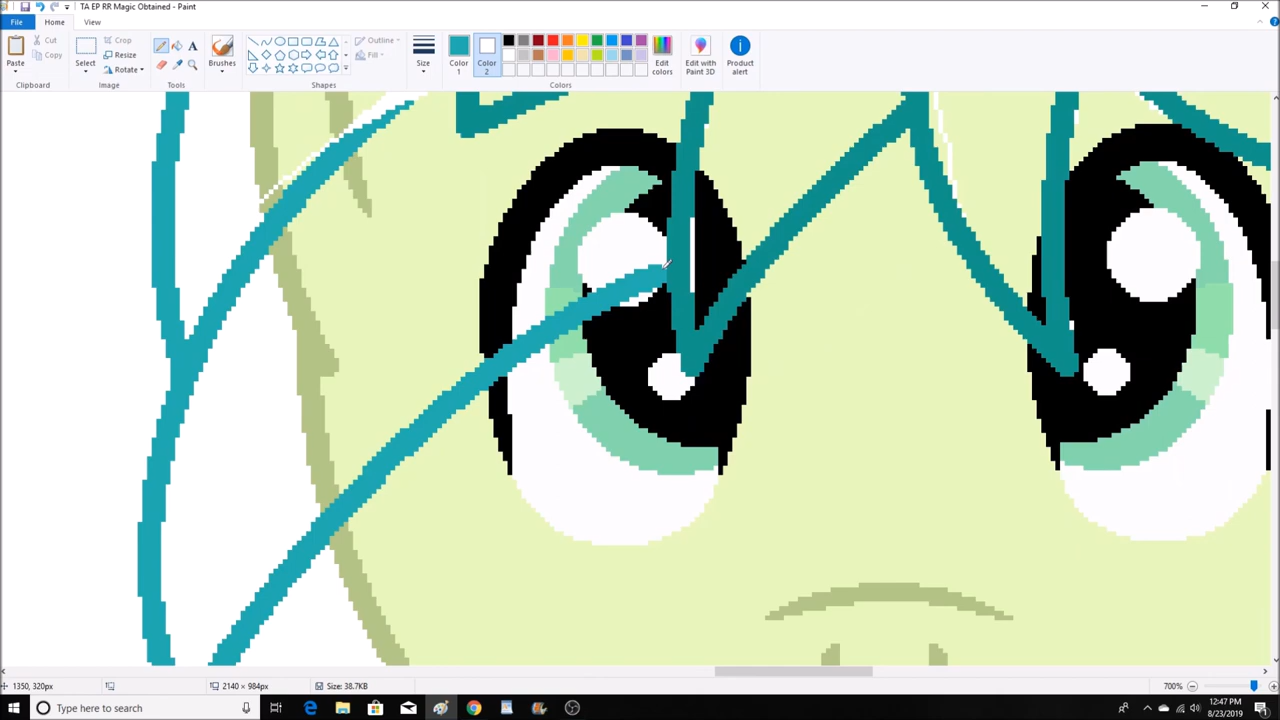 TA EP RR Magic Obtained - Paint
File
Home
View
Paste
Cut
Copy
Clipboard
Select
Crop
Resize
Rotate
Image
A
Tools
Brushes
Outline
Fill
Shapes
Size
Color 1
Color 2
Colors
Edit colors
Edit with Paint 3D
Product alert
1350, 320px
2140 × 984px
Size: 38.7KB
700%
Type here to search
12:47 PM
8/23/2019